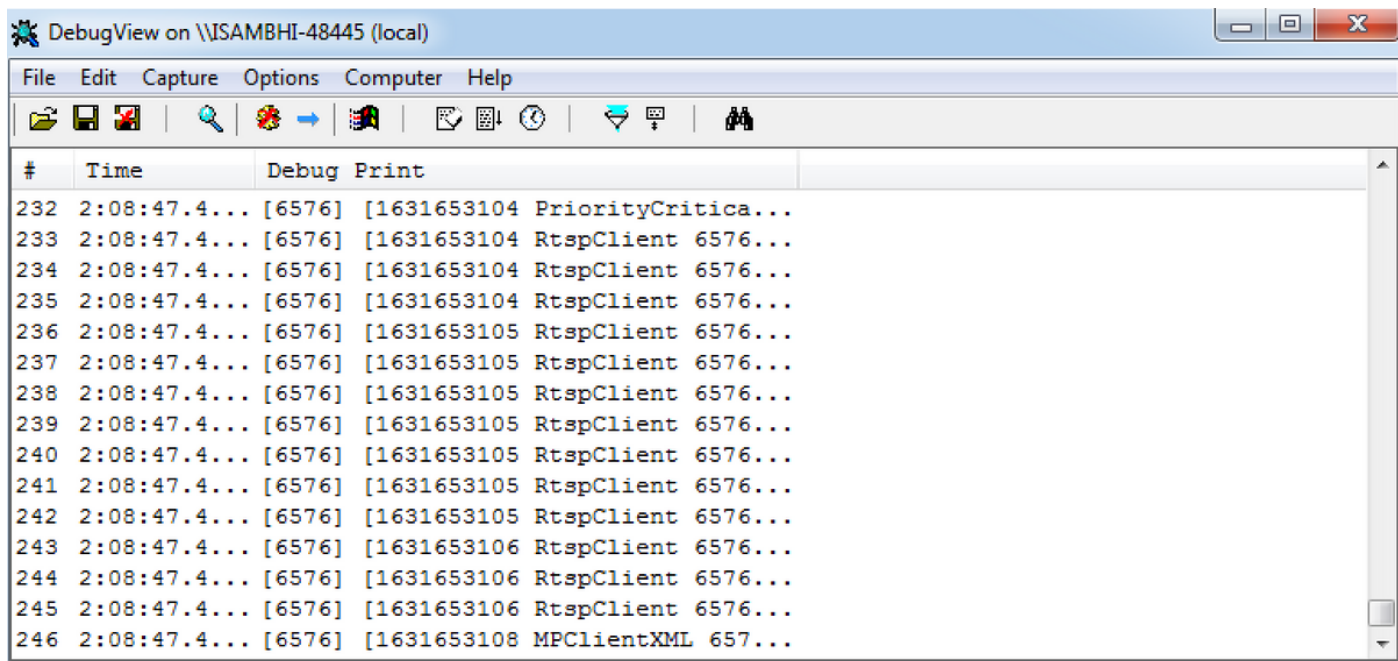 DebugView on \\ISAMBHI-48445 (local)
File Edit Capture Options Computer Help
# Time Debug Print
232 2:08:47.4... [6576] [1631653104 PriorityCritica...
233 2:08:47.4... [6576] [1631653104 RtspClient 6576...
234 2:08:47.4... [6576] [1631653104 RtspClient 6576...
235 2:08:47.4... [6576] [1631653104 RtspClient 6576...
236 2:08:47.4... [6576] [1631653105 RtspClient 6576...
237 2:08:47.4... [6576] [1631653105 RtspClient 6576...
238 2:08:47.4... [6576] [1631653105 RtspClient 6576...
239 2:08:47.4... [6576] [1631653105 RtspClient 6576...
240 2:08:47.4... [6576] [1631653105 RtspClient 6576...
241 2:08:47.4... [6576] [1631653105 RtspClient 6576...
242 2:08:47.4... [6576] [1631653105 RtspClient 6576...
243 2:08:47.4... [6576] [1631653106 RtspClient 6576...
244 2:08:47.4... [6576] [1631653106 RtspClient 6576...
245 2:08:47.4... [6576] [1631653106 RtspClient 6576...
246 2:08:47.4... [6576] [1631653108 MPClientXML 657...